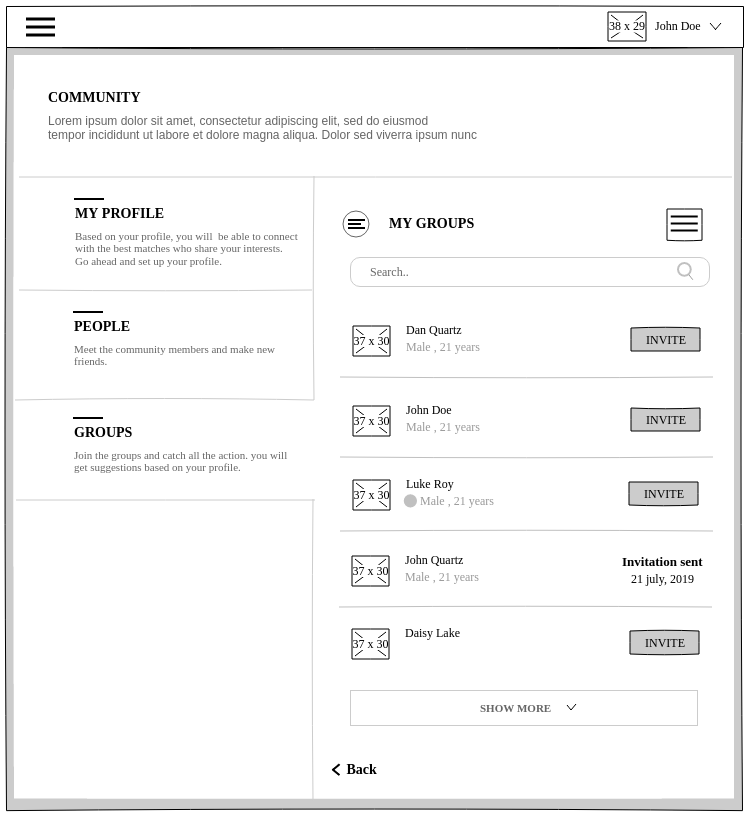 38 x 29 John Doe
COMMUNITY
Lorem ipsum dolor sit amet, consectetur adipiscing elit, sed do eiusmod
tempor incididunt ut labore et dolore magna aliqua. Dolor sed viverra ipsum nunc
MY PROFILE
Based on your profile, you will  be able to connect
with the best matches who share your interests.
Go ahead and set up your profile.
PEOPLE
Meet the community members and make new
friends.
GROUPS
Join the groups and catch all the action. you will
get suggestions based on your profile.
MY GROUPS
Search..
37 x 30
Dan Quartz
Male , 21 years
INVITE
37 x 30
John Doe
Male , 21 years
INVITE
37 x 30
Luke Roy
Male , 21 years
INVITE
37 x 30
John Quartz
Male , 21 years
Invitation sent
21 july, 2019
37 x 30
Daisy Lake
INVITE
SHOW MORE
Back